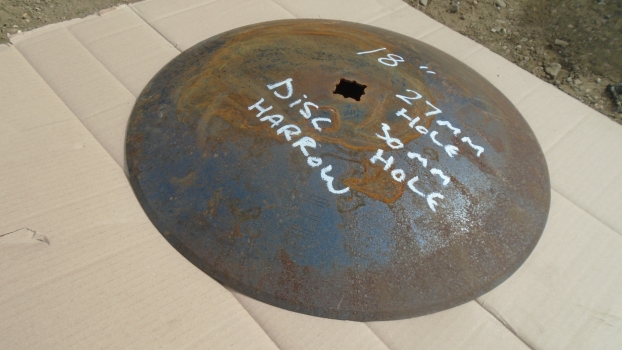 18"
DiSC
HARROW
27mm
HOLE
30mm
HOLE